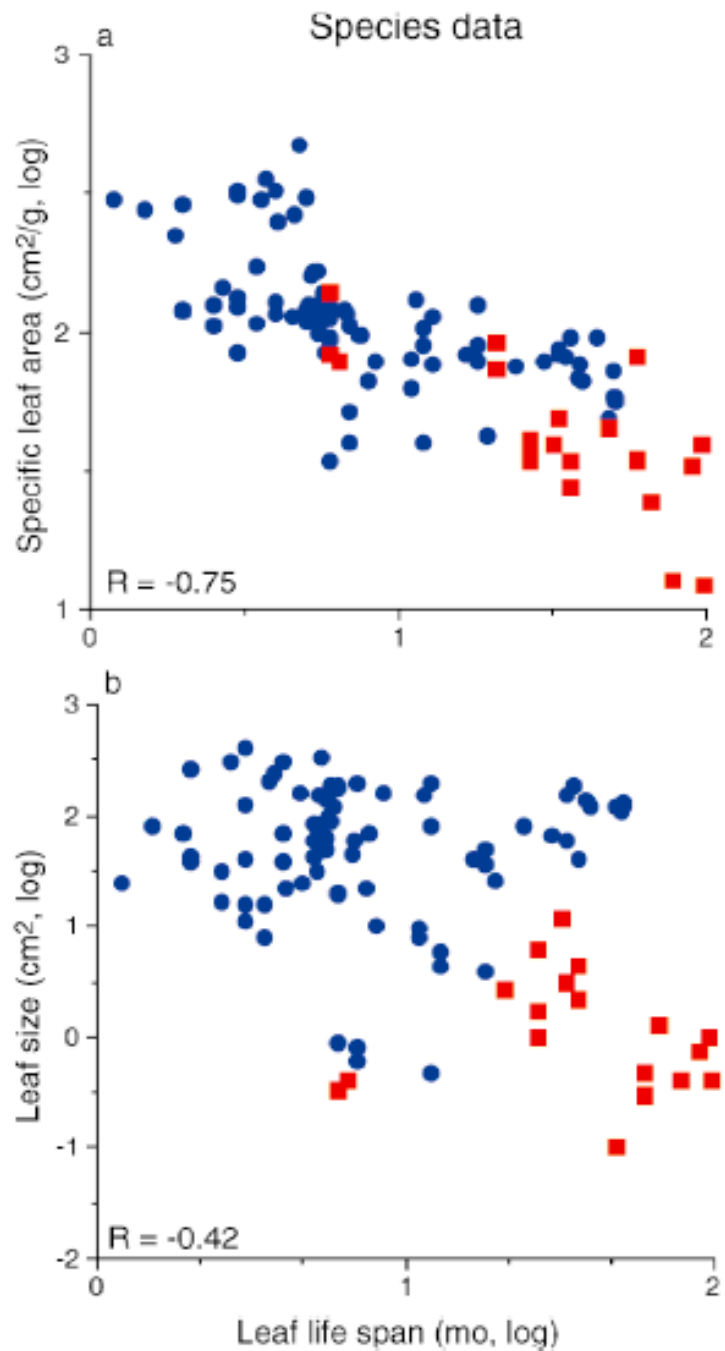 Species data
a
Specific leaf area (cm2/g, log)
3
2
1
R = -0.75
0
1
2
b
Leaf size (cm2, log)
3
2
1
0
-1
-2
R = -0.42
0
1
2
Leaf life span (mo, log)